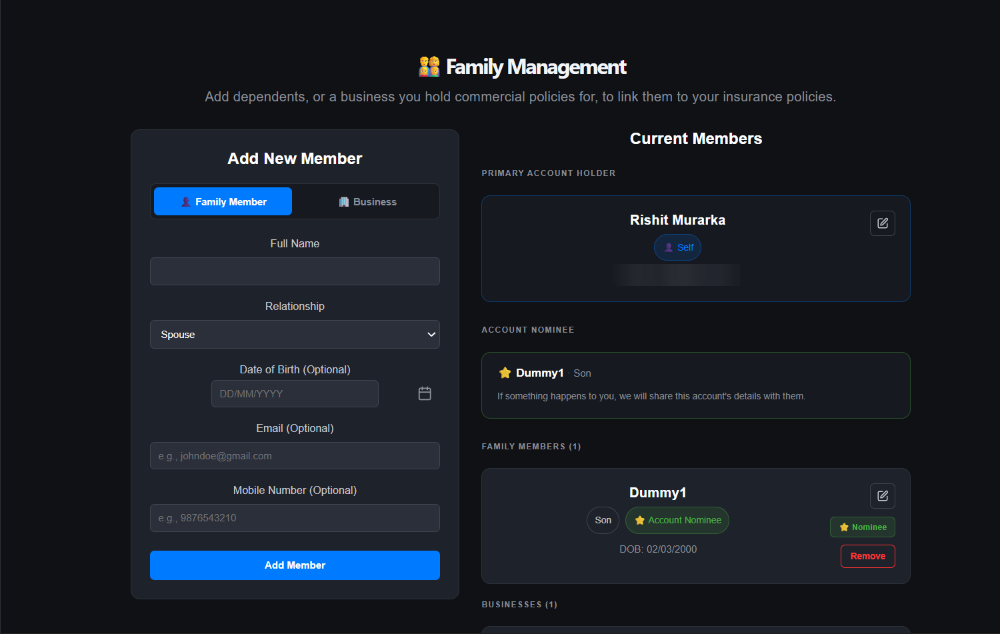 Family Management
Add dependents, or a business you hold commercial policies for, to link them to your insurance policies.
Add New Member
Family Member
Business
Full Name
Relationship
Spouse
Date of Birth (Optional)
DD/MM/YYYY
Email (Optional)
e.g., johndoe@gmail.com
Mobile Number (Optional)
e.g., 9876543210
Add Member
Current Members
PRIMARY ACCOUNT HOLDER
Rishit Murarka
Self
ACCOUNT NOMINEE
Dummy1 · Son
If something happens to you, we will share this account's details with them.
FAMILY MEMBERS (1)
Dummy1
Son
Account Nominee
DOB: 02/03/2000
Nominee
Remove
BUSINESSES (1)